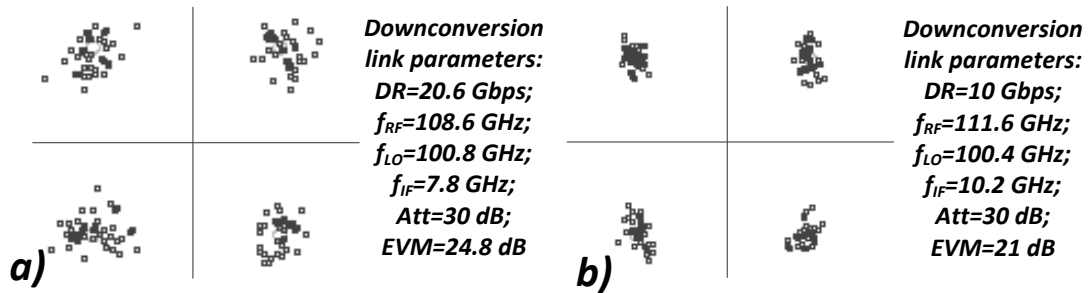 Downconversion
link parameters:
DR=20.6 Gbps;
fRF=108.6 GHz;
fLO=100.8 GHz;
fIF=7.8 GHz;
Att=30 dB;
EVM=24.8 dB
a)
Downconversion
link parameters:
DR=10 Gbps;
fRF=111.6 GHz;
fLO=100.4 GHz;
fIF=10.2 GHz;
Att=30 dB;
EVM=21 dB
b)